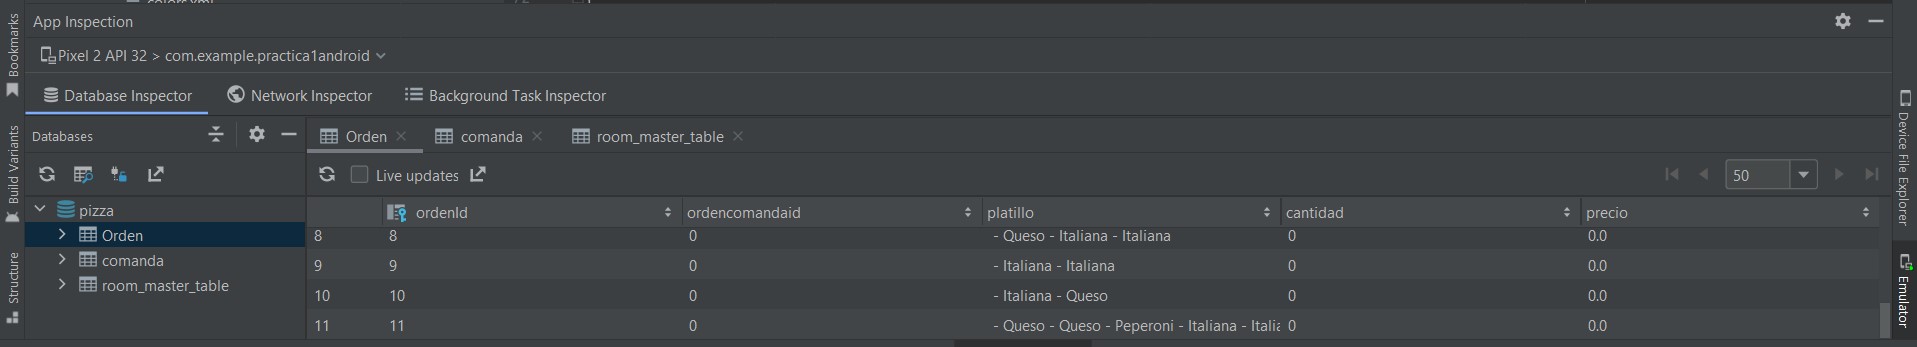 Bookmarks
Build Variants
Structure
App Inspection
Pixel 2 API 32 > com.example.practica1android
Database Inspector Network Inspector Background Task Inspector
Databases
pizza
Orden
comanda
room_master_table
Orden comanda room_master_table
Live updates 50
ordenId ordencomandaid platillo cantidad precio
8 8 0 - Queso - Italiana - Italiana 0 0.0
9 9 0 - Italiana - Italiana 0 0.0
10 10 0 - Italiana - Queso 0 0.0
11 11 0 - Queso - Queso - Peperoni - Italiana - Italia 0 0.0
Device File Explorer
Emulator